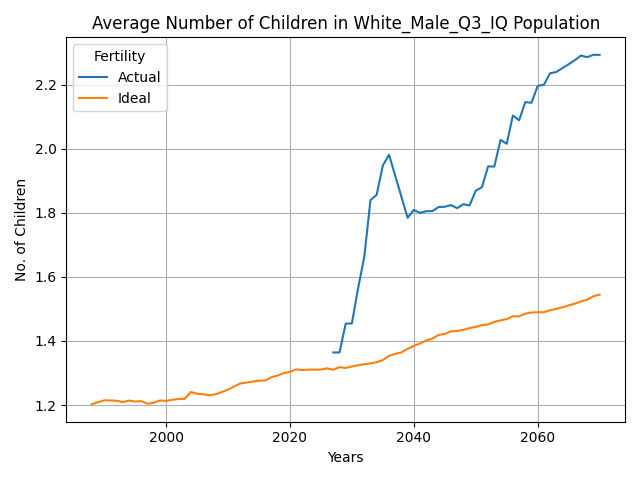 Average Number of Children in White_Male_Q3_IQ Population
Fertility
Actual
Ideal
No. of Children
2.2
2.0
1.8
1.6
1.4
1.2
2000
2020
2040
2060
Years